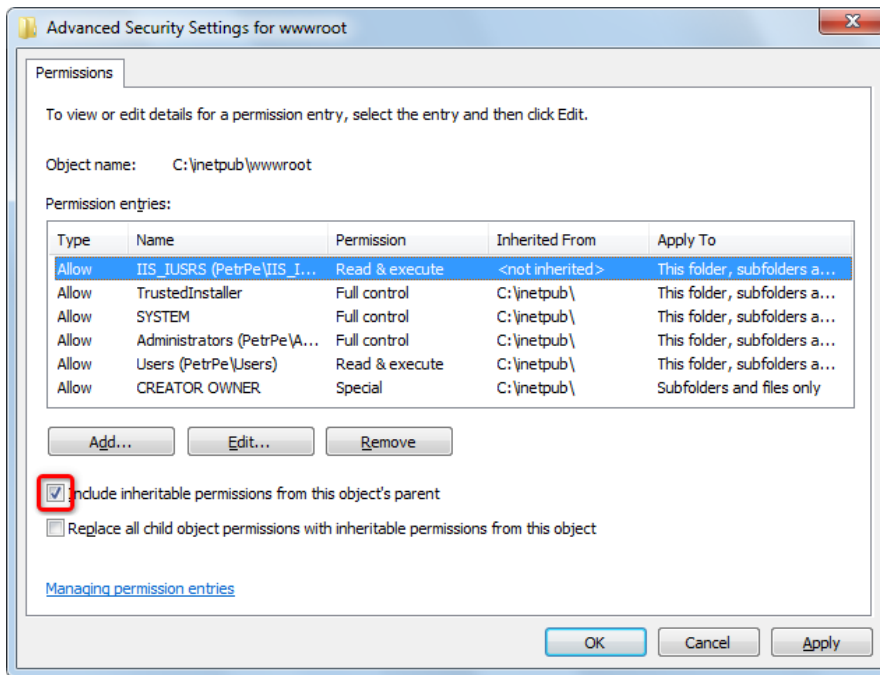 Advanced Security Settings for wwwroot
Permissions
To view or edit details for a permission entry, select the entry and then click Edit.
Object name: C:\inetpub\wwwroot
Permission entries:
Type Name Permission Inherited From Apply To
Allow IIS_IUSRS (PetrPe\IIS_I... Read & execute <not inherited> This folder, subfolders a...
Allow TrustedInstaller Full control C:\inetpub\ This folder, subfolders a...
Allow SYSTEM Full control C:\inetpub\ This folder, subfolders a...
Allow Administrators (PetrPe\A... Full control C:\inetpub\ This folder, subfolders a...
Allow Users (PetrPe\Users) Read & execute C:\inetpub\ This folder, subfolders a...
Allow CREATOR OWNER Special C:\inetpub\ Subfolders and files only
Add... Edit... Remove
Include inheritable permissions from this object's parent
Replace all child object permissions with inheritable permissions from this object
Managing permission entries
OK Cancel Apply